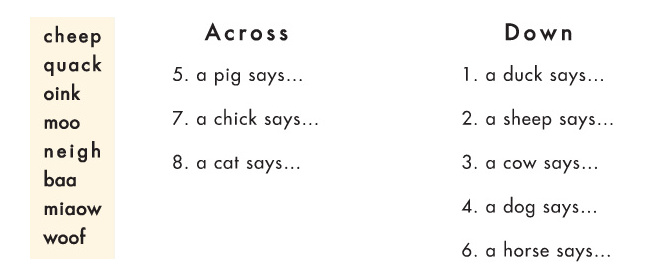 cheep
quack
oink
moo
neigh
baa
miaow
woof
Across
5. a pig says...
7. a chick says...
8. a cat says...
Down
1. a duck says...
2. a sheep says...
3. a cow says...
4. a dog says...
6. a horse says...